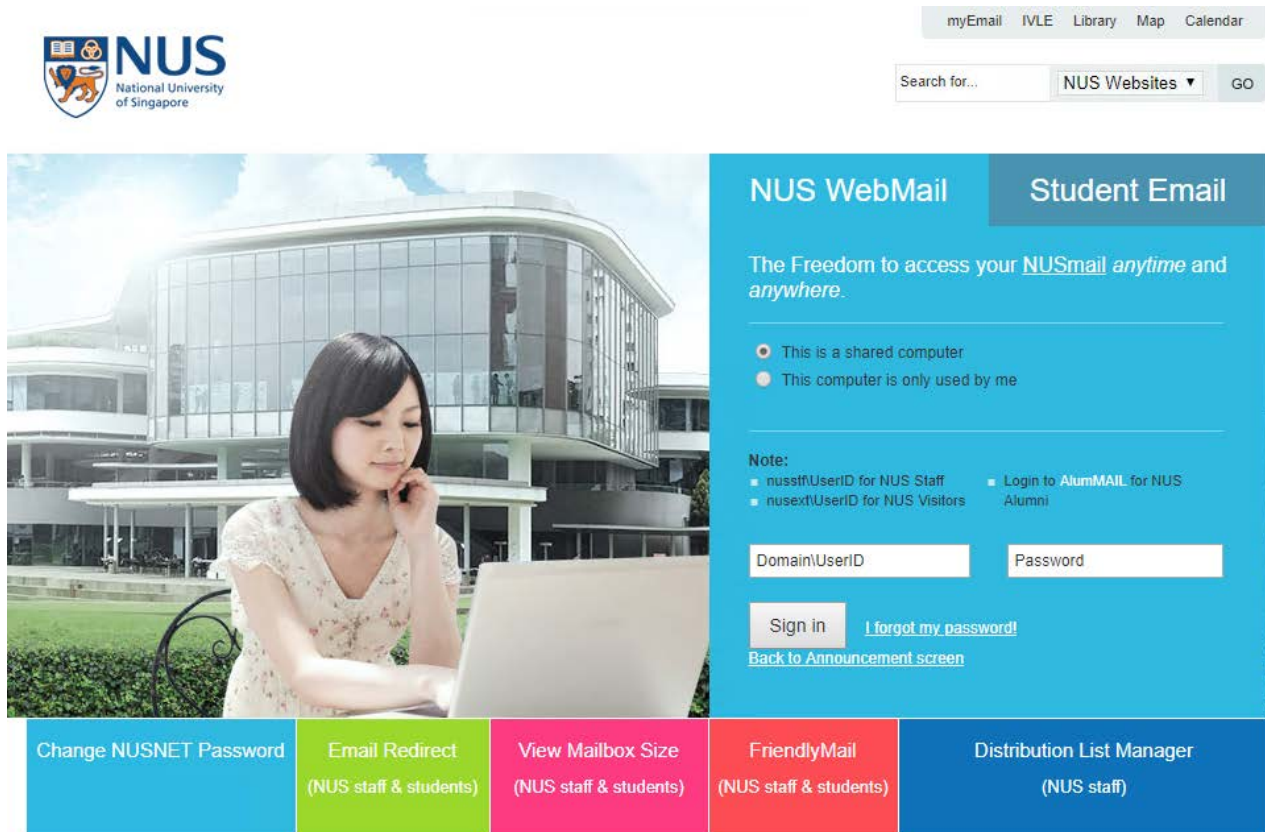 myEmail IVLE Library Map Calendar
NUS
National University
of Singapore
Search for... NUS Websites GO
NUS WebMail
Student Email
The Freedom to access your NUSmail anytime and
anywhere.
This is a shared computer
This computer is only used by me
Note:
nusstf\UserID for NUS Staff
nusext\UserID for NUS Visitors
Login to AlumMAIL for NUS
Alumni
Domain\UserID
Password
Sign in
I forgot my password!
Back to Announcement screen
Change NUSNET Password
Email Redirect
(NUS staff & students)
View Mailbox Size
(NUS staff & students)
FriendlyMail
(NUS staff & students)
Distribution List Manager
(NUS staff)